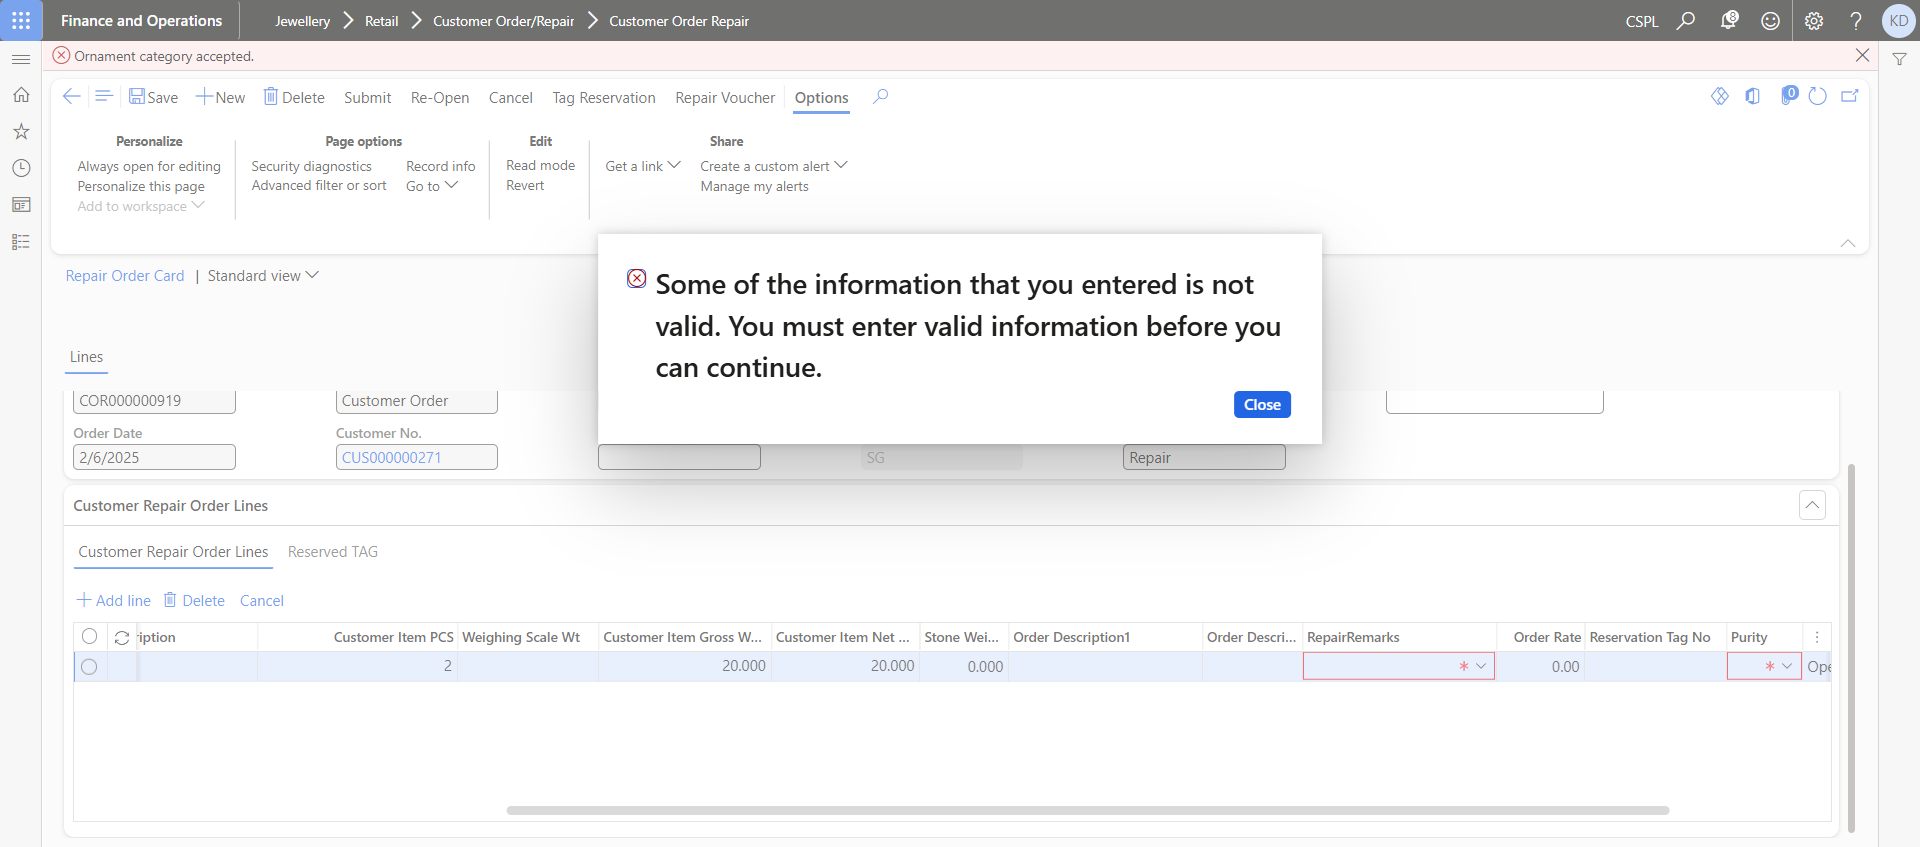 Finance and Operations Jewellery Retail Customer Order/Repair Customer Order Repair CSPL 8 ? KD
Ornament category accepted.
Save New Delete Submit Re-Open Cancel Tag Reservation Repair Voucher Options 0
Personalize Page options Edit Share
Always open for editing Security diagnostics Record info Read mode Get a link Create a custom alert
Personalize this page Advanced filter or sort Go to Revert Manage my alerts
Add to workspace
Repair Order Card | Standard view
Some of the information that you entered is not
valid. You must enter valid information before you
can continue.
Close
Lines
COR000000919 Customer Order
Order Date Customer No.
2/6/2025 CUS000000271 SG Repair
Customer Repair Order Lines
Customer Repair Order Lines Reserved TAG
Add line Delete Cancel
ription Customer Item PCS Weighing Scale Wt Customer Item Gross W... Customer Item Net ... Stone Wei... Order Description1 Order Descri... RepairRemarks Order Rate Reservation Tag No Purity
2 20.000 20.000 0.000 * 0.00 * Ope